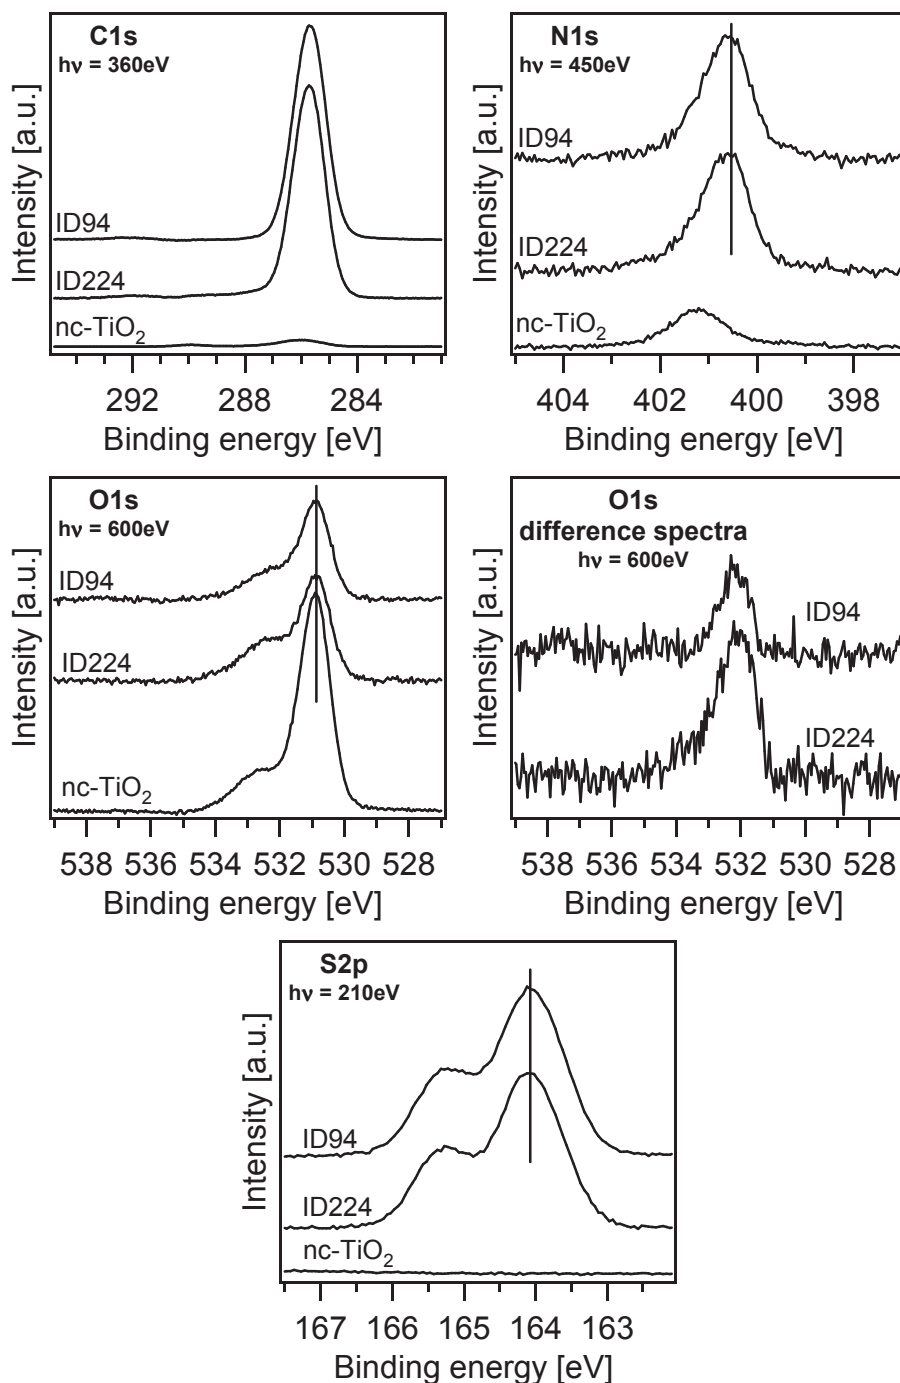 C1s
hν = 360eV
ID94
ID224
nc-TiO₂
292 288 284
Binding energy [eV]
Intensity [a.u.]
N1s
hν = 450eV
ID94
ID224
nc-TiO₂
404 402 400 398
Binding energy [eV]
Intensity [a.u.]
O1s
hν = 600eV
ID94
ID224
nc-TiO₂
538 536 534 532 530 528
Binding energy [eV]
Intensity [a.u.]
O1s
difference spectra
hν = 600eV
ID94
ID224
538 536 534 532 530 528
Binding energy [eV]
Intensity [a.u.]
S2p
hν = 210eV
ID94
ID224
nc-TiO₂
167 166 165 164 163
Binding energy [eV]
Intensity [a.u.]